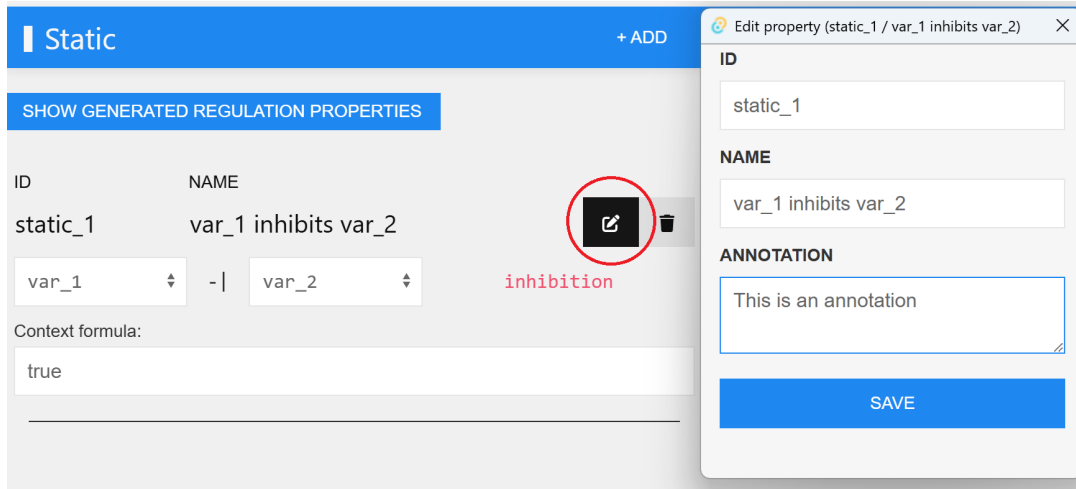 Static
+ ADD
SHOW GENERATED REGULATION PROPERTIES
ID
NAME
static_1
var_1 inhibits var_2
var_1
-|
var_2
inhibition
Context formula:
true
Edit property (static_1 / var_1 inhibits var_2)
ID
static_1
NAME
var_1 inhibits var_2
ANNOTATION
This is an annotation
SAVE